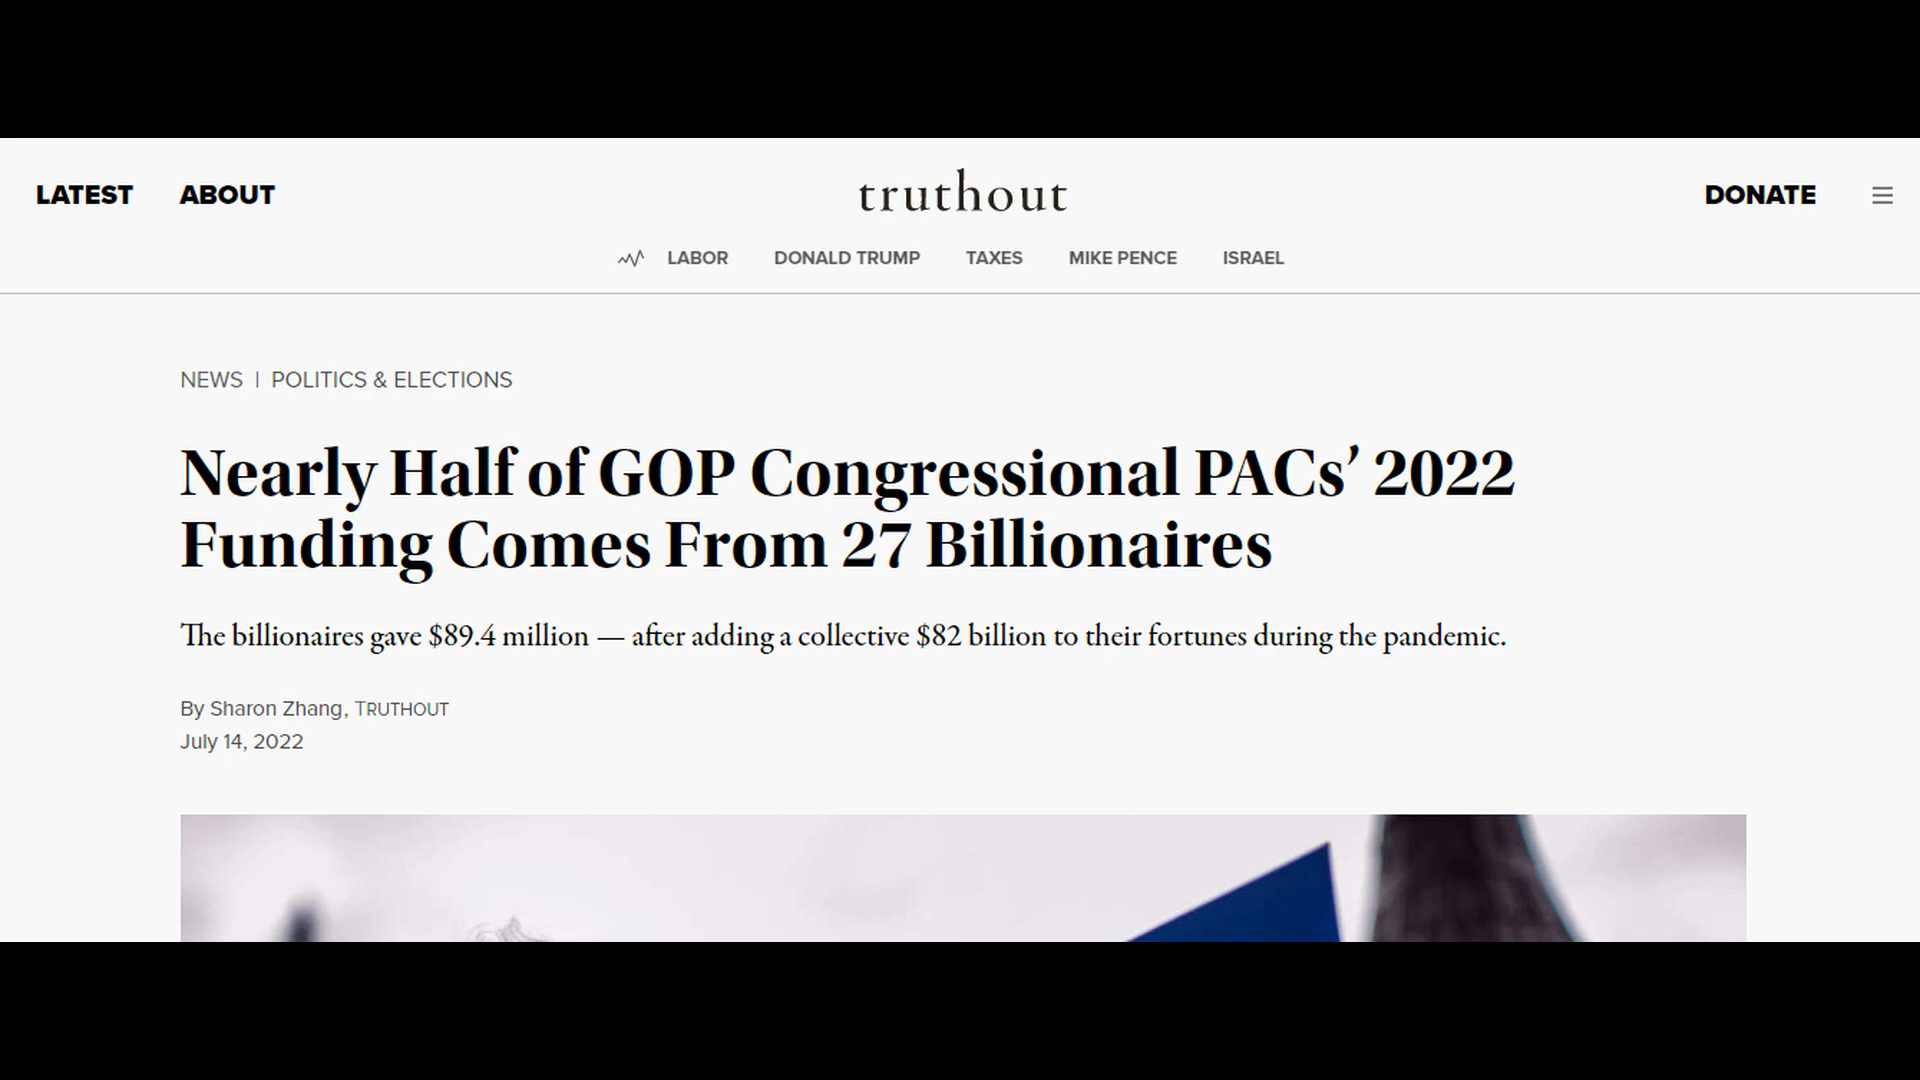 LATEST ABOUT truthout DONATE
LABOR DONALD TRUMP TAXES MIKE PENCE ISRAEL
NEWS | POLITICS & ELECTIONS
Nearly Half of GOP Congressional PACs’ 2022
Funding Comes From 27 Billionaires
The billionaires gave $89.4 million — after adding a collective $82 billion to their fortunes during the pandemic.
By Sharon Zhang, TRUTHOUT
July 14, 2022